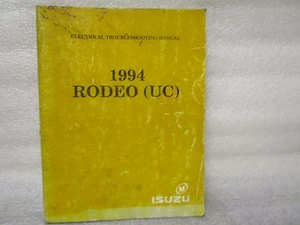 ELECTRICAL TROUBLESHOOTING MANUAL
1994
RODEO (UC)
M
ISUZU